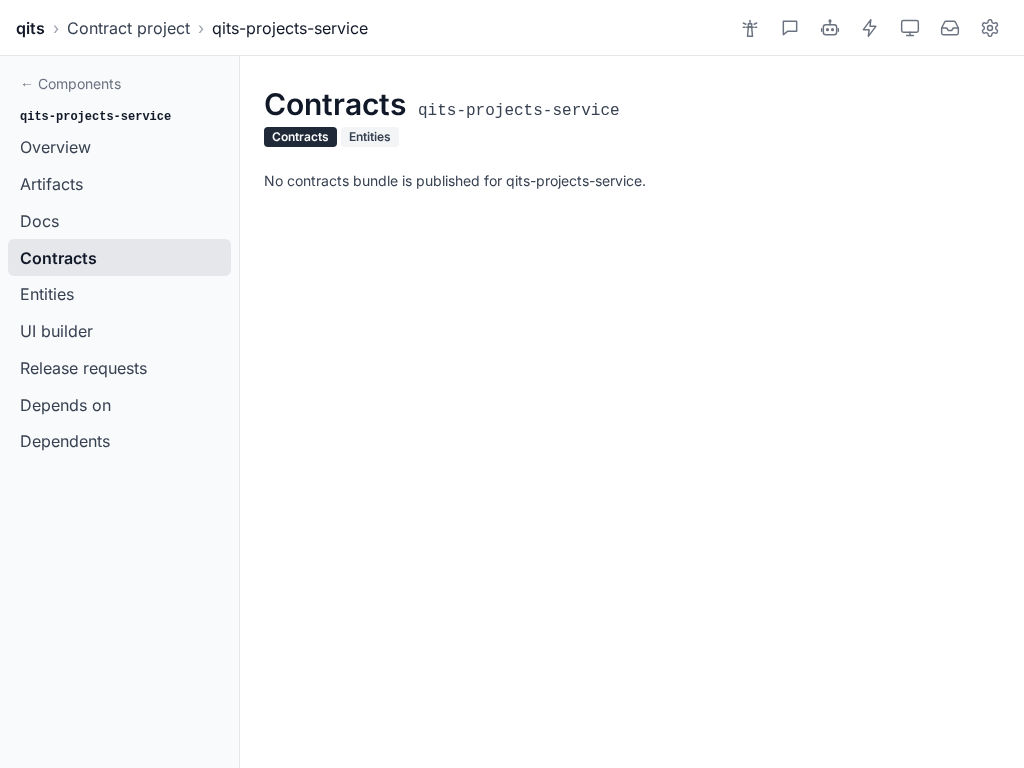 qits › Contract project › qits-projects-service
← Components
qits-projects-service
Overview
Artifacts
Docs
Contracts
Entities
UI builder
Release requests
Depends on
Dependents
Contracts qits-projects-service
Contracts Entities
No contracts bundle is published for qits-projects-service.